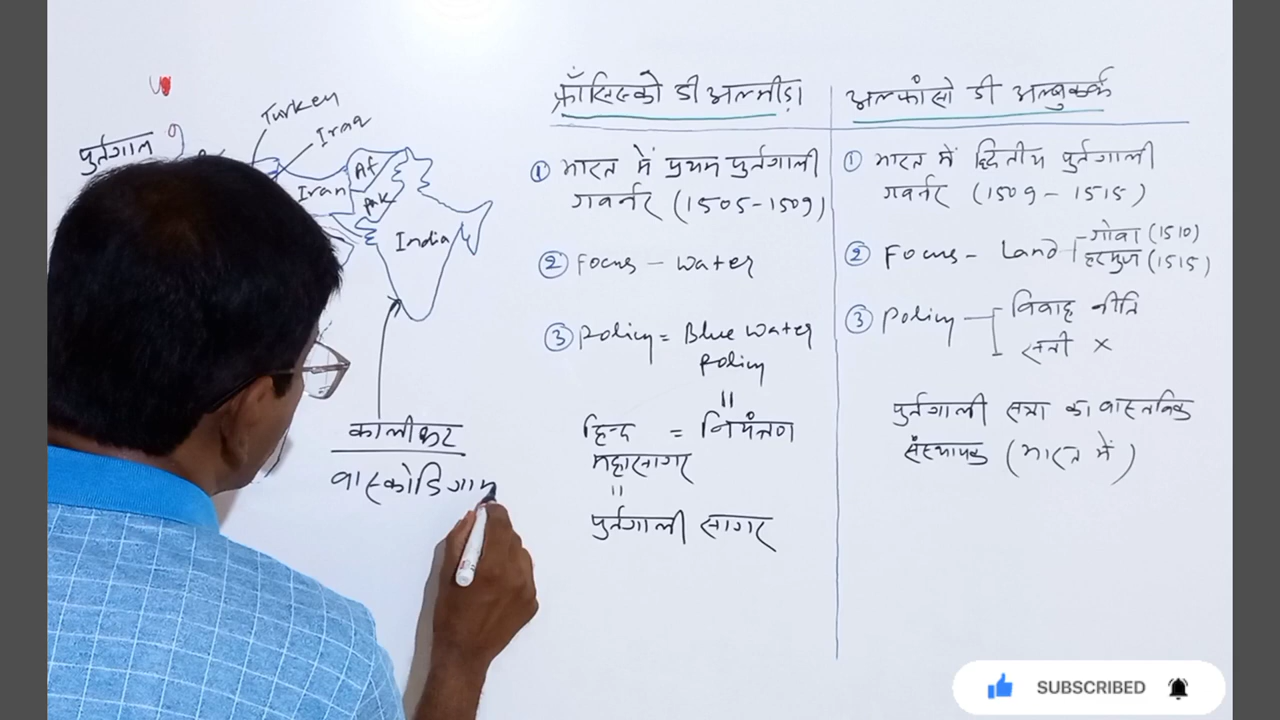 Turkey
Iraq
पुर्तगाल
Iran
Af
Pak
India
कालीकट
वास्कोडिगाम
फ्राँसिस्को डी अल्मीड़ा
① भारत में प्रथम पुर्तगाली
गवर्नर (1505-1509)
② Focus - Water
③ Policy = Blue Water
Policy
=
हिन्द = नियंत्रण
महासागर
=
पुर्तगाली सागर
अल्फांसो डी अल्बुकर्क
① भारत में द्वितीय पुर्तगाली
गवर्नर (1509 - 1515)
② Focus - Land - गोवा (1510)
हरमुज (1515)
③ Policy - विवाह नीति
सती ×
पुर्तगाली सत्ता का वास्तविक
संस्थापक (भारत में)
SUBSCRIBED